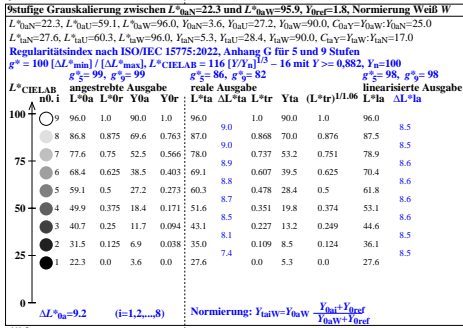 9stufige Grauskalierung zwischen L*0aN=22.3 und L*0aW=95.9, Y0ref=1.8, Normierung Weiß W
L*0aN=22.3, L*0aU=59.1, L*0aW=96.0, Y0aN=3.6, Y0aU=27.2, Y0aW=90.0, C0aY=Y0aW:Y0aN=25.0
L*taN=27.6, L*taU=60.3, L*taW=96.0, YtaN=5.3, YtaU=28.4, YtaW=90.0, CtaY=YtaW:YtaN=17.0
Regularitätsindex nach ISO/IEC 15775:2022, Anhang G für 5 und 9 Stufen
g* = 100 [ΔL*min] / [ΔL*max], L*CIELAB = 116 [Y/Yn]1/3 - 16 mit Y >= 0,882, Yn=100
g*5= 99, g*9= 99 g*5= 86, g*9= 82 g*5= 98, g*9= 98
L*CIELAB angestrebte Ausgabe reale Ausgabe linearisierte Ausgabe
n0. i L*0a L*0r Y0a Y0r L*ta ΔL*ta L*tr Yta (L*tr)1/1.06 L*la ΔL*la
100
9 96.0 1.0 90.0 1.0 96.0 1.0 90.0 1.0 96.0
9.0 8.5
8 86.8 0.875 69.6 0.763 87.0 0.868 70.0 0.876 87.5
9.0 8.5
75
7 77.6 0.75 52.5 0.566 78.0 0.737 53.2 0.751 78.9
8.9 8.6
6 68.4 0.625 38.5 0.403 69.1 0.607 39.5 0.625 70.4
8.8 8.6
5 59.1 0.5 27.2 0.273 60.3 0.478 28.4 0.5 61.8
8.7 8.6
50
4 49.9 0.375 18.4 0.171 51.6 0.351 19.8 0.374 53.1
8.5 8.6
3 40.7 0.25 11.7 0.094 43.1 0.227 13.2 0.249 44.6
8.1 8.5
2 31.5 0.125 6.9 0.038 35.0 0.109 8.5 0.124 36.1
7.4 8.5
25
1 22.3 0.0 3.6 0.0 27.6 0.0 5.3 0.0 27.6
0
ΔL*0a=9.2 (i=1,2,...,8) Normierung: YtaiW=Y0aW Y0ai+Y0ref
Y0aW+Y0ref